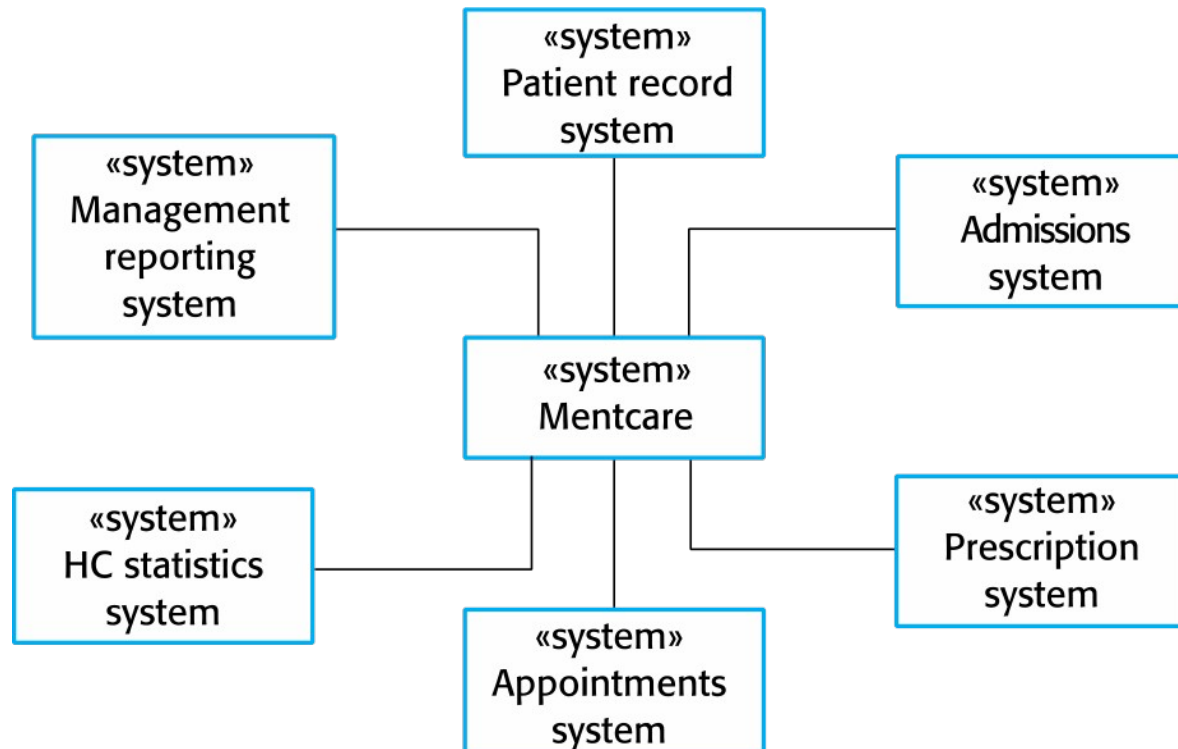 «system»
Patient record
system
«system»
Management
reporting
system
«system»
Admissions
system
«system»
Mentcare
«system»
HC statistics
system
«system»
Prescription
system
«system»
Appointments
system